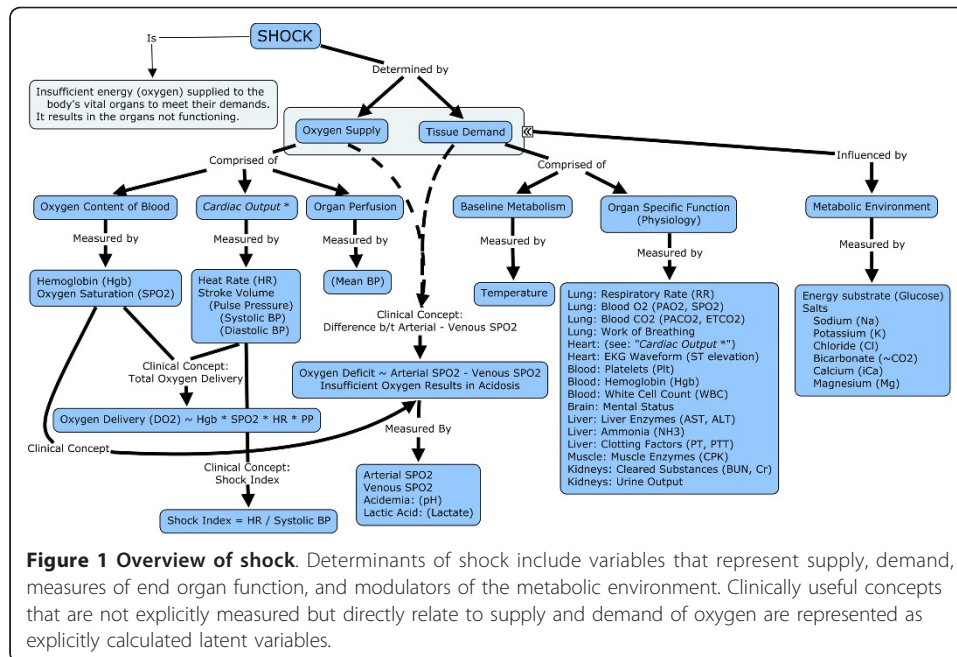 SHOCK
Is
Determined by
Insufficient energy (oxygen) supplied to the
body's vital organs to meet their demands.
It results in the organs not functioning.
Oxygen Supply
Tissue Demand
Influenced by
Comprised of
Comprised of
Oxygen Content of Blood
Cardiac Output *
Organ Perfusion
Baseline Metabolism
Organ Specific Function
(Physiology)
Metabolic Environment
Measured by
Measured by
Measured by
Measured by
Measured by
Measured by
Hemoglobin (Hgb)
Oxygen Saturation (SPO2)
Heat Rate (HR)
Stroke Volume
(Pulse Pressure)
(Systolic BP)
(Diastolic BP)
(Mean BP)
Temperature
Lung: Respiratory Rate (RR)
Lung: Blood O2 (PAO2, SPO2)
Lung: Blood CO2 (PACO2, ETCO2)
Lung: Work of Breathing
Heart: (see: "Cardiac Output *")
Heart: EKG Waveform (ST elevation)
Blood: Platelets (Plt)
Blood: Hemoglobin (Hgb)
Blood: White Cell Count (WBC)
Brain: Mental Status
Liver: Liver Enzymes (AST, ALT)
Liver: Ammonia (NH3)
Liver: Clotting Factors (PT, PTT)
Muscle: Muscle Enzymes (CPK)
Kidneys: Cleared Substances (BUN, Cr)
Kidneys: Urine Output
Energy substrate (Glucose)
Salts
Sodium (Na)
Potassium (K)
Chloride (Cl)
Bicarbonate (~CO2)
Calcium (iCa)
Magnesium (Mg)
Clinical Concept:
Difference b/t Arterial - Venous SPO2
Clinical Concept:
Total Oxygen Delivery
Oxygen Deficit ~ Arterial SPO2 - Venous SPO2
Insufficient Oxygen Results in Acidosis
Oxygen Delivery (DO2) ~ Hgb * SPO2 * HR * PP
Measured By
Clinical Concept
Clinical Concept:
Shock Index
Arterial SPO2
Venous SPO2
Acidemia: (pH)
Lactic Acid: (Lactate)
Shock Index = HR / Systolic BP
Figure 1 Overview of shock. Determinants of shock include variables that represent supply, demand,
measures of end organ function, and modulators of the metabolic environment. Clinically useful concepts
that are not explicitly measured but directly relate to supply and demand of oxygen are represented as
explicitly calculated latent variables.